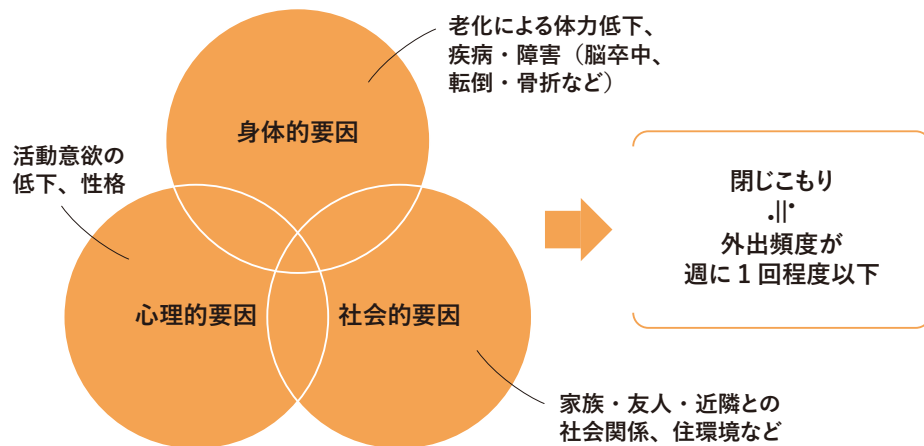 老化による体力低下、
疾病・障害（脳卒中、
転倒・骨折など）
身体的要因
活動意欲の
低下、性格
心理的要因
社会的要因
家族・友人・近隣との
社会関係、住環境など
閉じこもり
≒
外出頻度が
週に1回程度以下